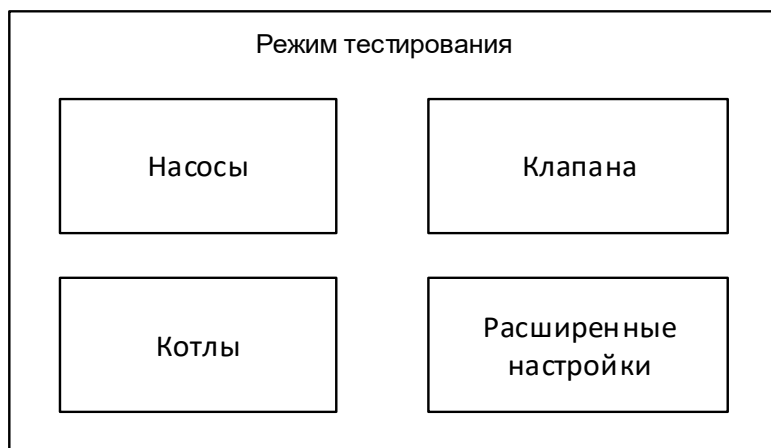 Режим тестирования
Насосы
Клапана
Котлы
Расширенные
настройки